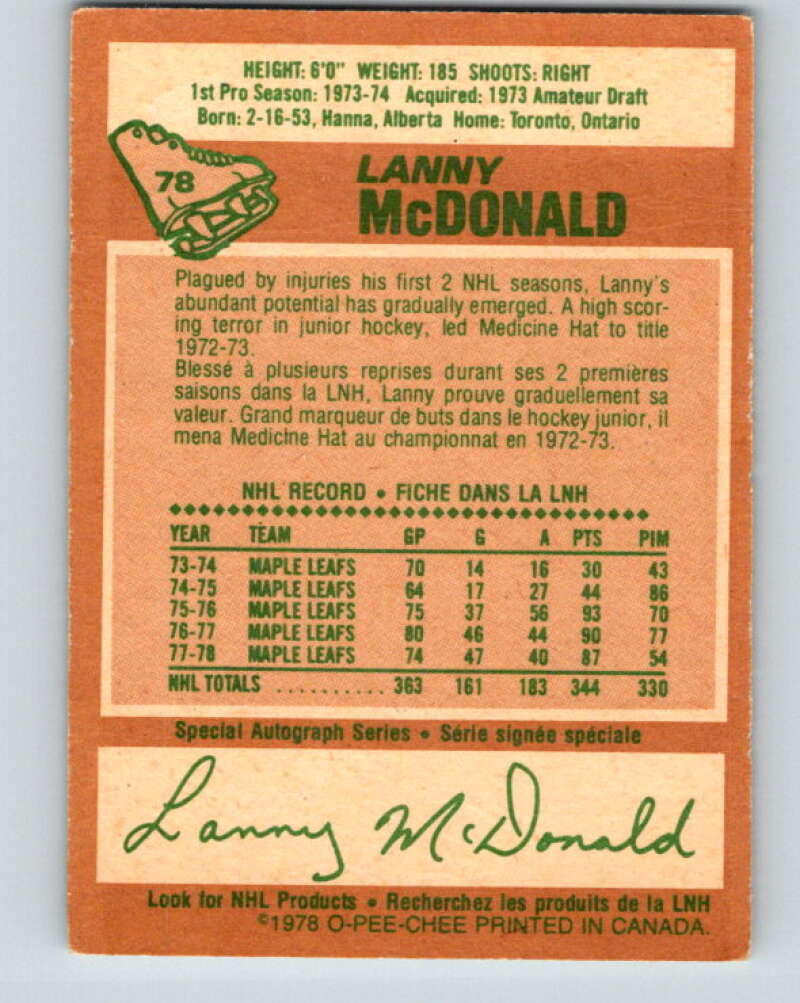 HEIGHT: 6'0" WEIGHT: 185 SHOOTS: RIGHT
1st Pro Season: 1973-74 Acquired: 1973 Amateur Draft
Born: 2-16-53, Hanna, Alberta Home: Toronto, Ontario
78
LANNY
McDONALD
Plagued by injuries his first 2 NHL seasons, Lanny's
abundant potential has gradually emerged. A high scor-
ing terror in junior hockey, led Medicine Hat to title
1972-73.
Blessé à plusieurs reprises durant ses 2 premières
saisons dans la LNH, Lanny prouve graduellement sa
valeur. Grand marqueur de buts dans le hockey junior, il
mena Medicine Hat au championnat en 1972-73.
NHL RECORD • FICHE DANS LA LNH
YEAR TEAM GP G A PTS PIM
73-74 MAPLE LEAFS 70 14 16 30 43
74-75 MAPLE LEAFS 64 17 27 44 86
75-76 MAPLE LEAFS 75 37 56 93 70
76-77 MAPLE LEAFS 80 46 44 90 77
77-78 MAPLE LEAFS 74 47 40 87 54
NHL TOTALS .......... 363 161 183 344 330
Special Autograph Series • Série signée spéciale
Lanny McDonald
Look for NHL Products • Recherchez les produits de la LNH
©1978 O-PEE-CHEE PRINTED IN CANADA.